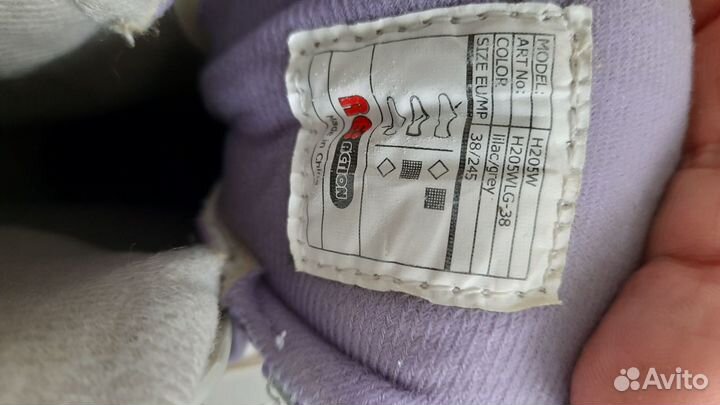 MODEL: H205W
ART No: H205WLG-38
COLOR lilac/grey
SIZE EU/MP 38/245
ACTION
Made in China
Avito